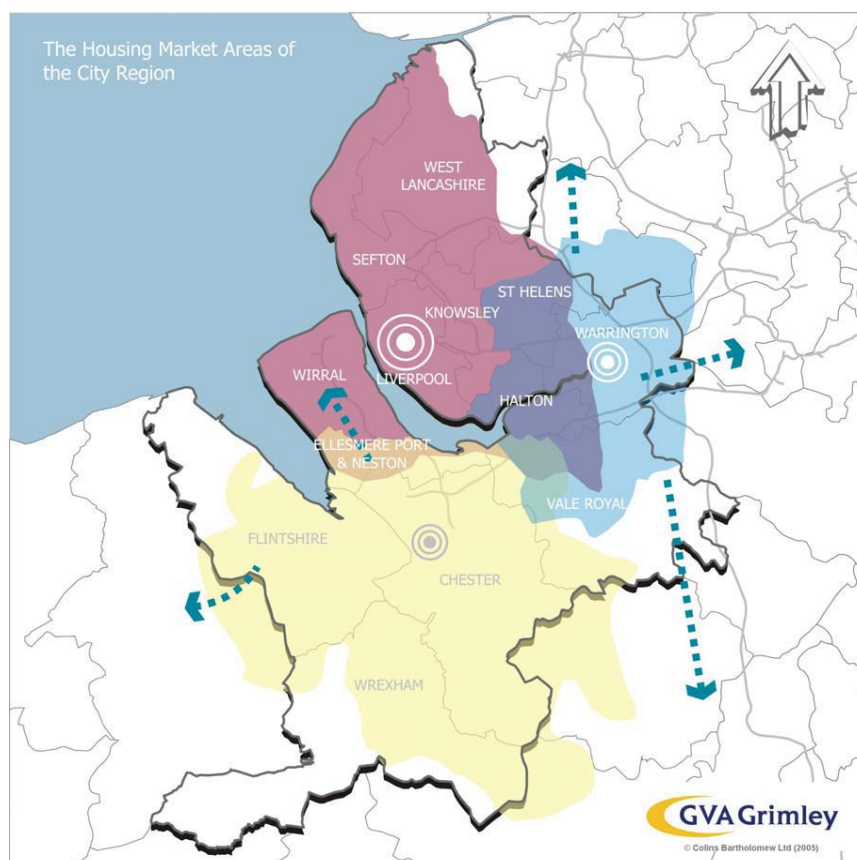 The Housing Market Areas of
the City Region
WEST
LANCASHIRE
SEFTON
ST HELENS
KNOWSLEY
WARRINGTON
WIRRAL
LIVERPOOL
HALTON
ELLESMERE PORT
& NESTON
VALE ROYAL
FLINTSHIRE
CHESTER
WREXHAM
GVA Grimley
© Colins Bartholomew Ltd (2005)